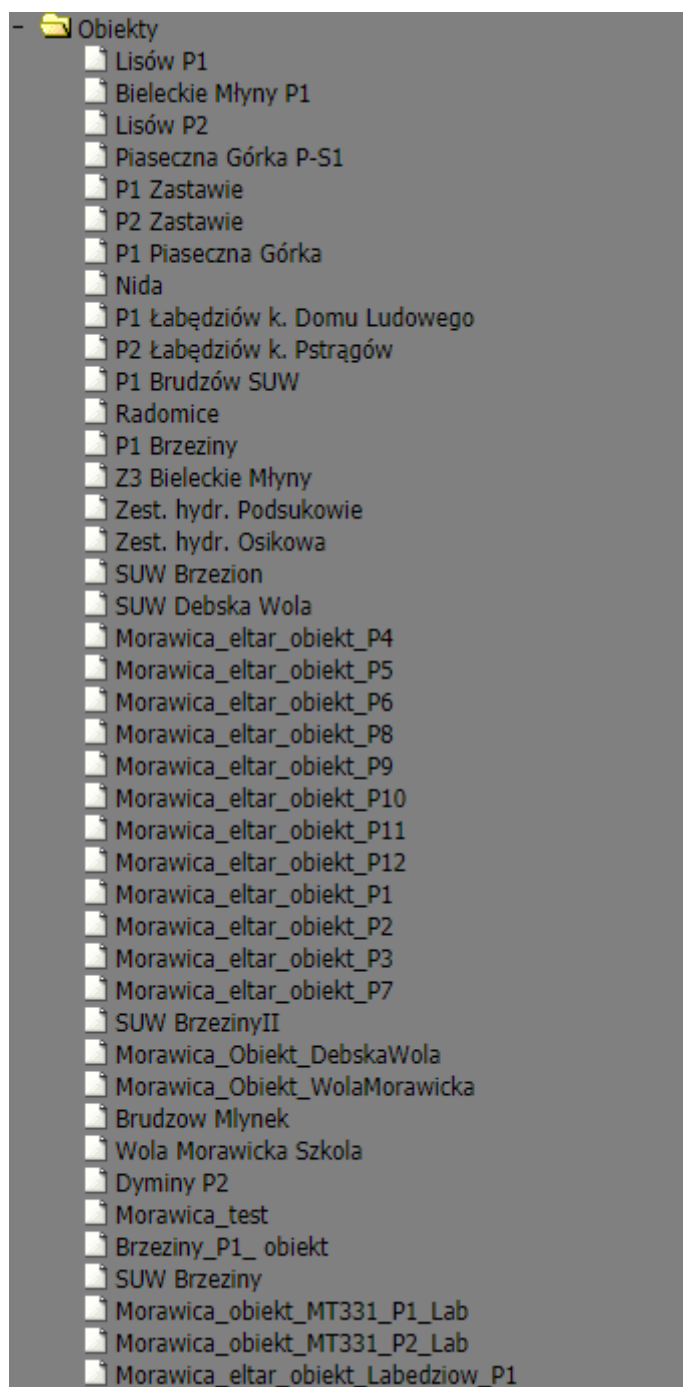 Obiekty
Lisów P1
Bieleckie Młyny P1
Lisów P2
Piaseczna Górka P-S1
P1 Zastawie
P2 Zastawie
P1 Piaseczna Górka
Nida
P1 Łabędziów k. Domu Ludowego
P2 Łabędziów k. Pstrągów
P1 Brudzów SUW
Radomice
P1 Brzeziny
Z3 Bieleckie Młyny
Zest. hydr. Podsukowie
Zest. hydr. Osikowa
SUW Brzezion
SUW Debska Wola
Morawica_eltar_obiekt_P4
Morawica_eltar_obiekt_P5
Morawica_eltar_obiekt_P6
Morawica_eltar_obiekt_P8
Morawica_eltar_obiekt_P9
Morawica_eltar_obiekt_P10
Morawica_eltar_obiekt_P11
Morawica_eltar_obiekt_P12
Morawica_eltar_obiekt_P1
Morawica_eltar_obiekt_P2
Morawica_eltar_obiekt_P3
Morawica_eltar_obiekt_P7
SUW BrzezinyII
Morawica_Obiekt_DebskaWola
Morawica_Obiekt_WolaMorawicka
Brudzow Mlynek
Wola Morawicka Szkola
Dyminy P2
Morawica_test
Brzeziny_P1_ obiekt
SUW Brzeziny
Morawica_obiekt_MT331_P1_Lab
Morawica_obiekt_MT331_P2_Lab
Morawica_eltar_obiekt_Labedziow_P1